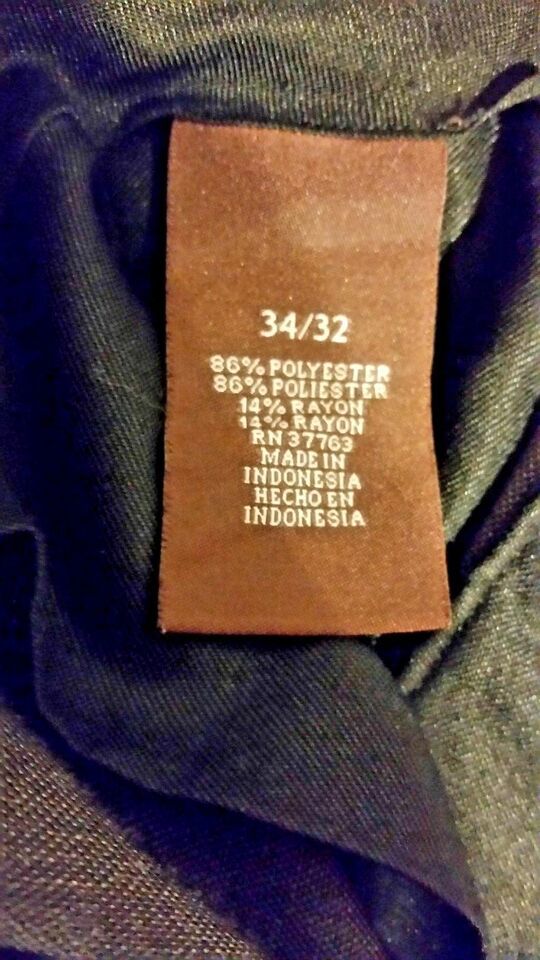 34/32
86% POLYESTER
86% POLIESTER
14% RAYON
14% RAYON
RN 37763
MADE IN
INDONESIA
HECHO EN
INDONESIA